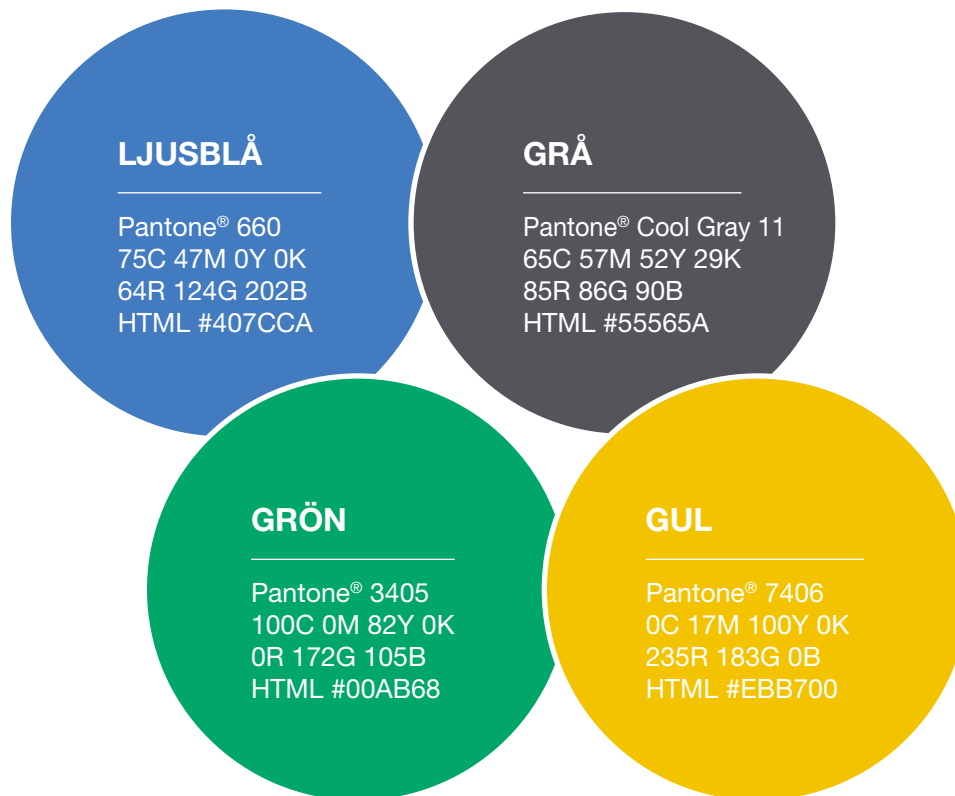 LJUSBLÅ
Pantone® 660
75C 47M 0Y 0K
64R 124G 202B
HTML #407CCA
GRÅ
Pantone® Cool Gray 11
65C 57M 52Y 29K
85R 86G 90B
HTML #55565A
GRÖN
Pantone® 3405
100C 0M 82Y 0K
0R 172G 105B
HTML #00AB68
GUL
Pantone® 7406
0C 17M 100Y 0K
235R 183G 0B
HTML #EBB700